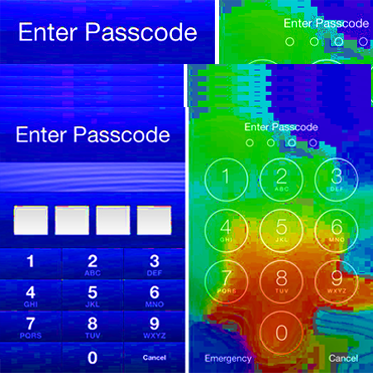 Enter Passcode
Enter Passcode
Enter Passcode
1 2 3
ABC DEF
4 5 6
GHI JKL MNO
7 8 9
PQRS TUV WXYZ
0 Cancel
Enter Passcode
1 2 3
ABC DEF
4 5 6
GHI JKL MNO
7 8 9
PQRS TUV WXYZ
0
Emergency Cancel